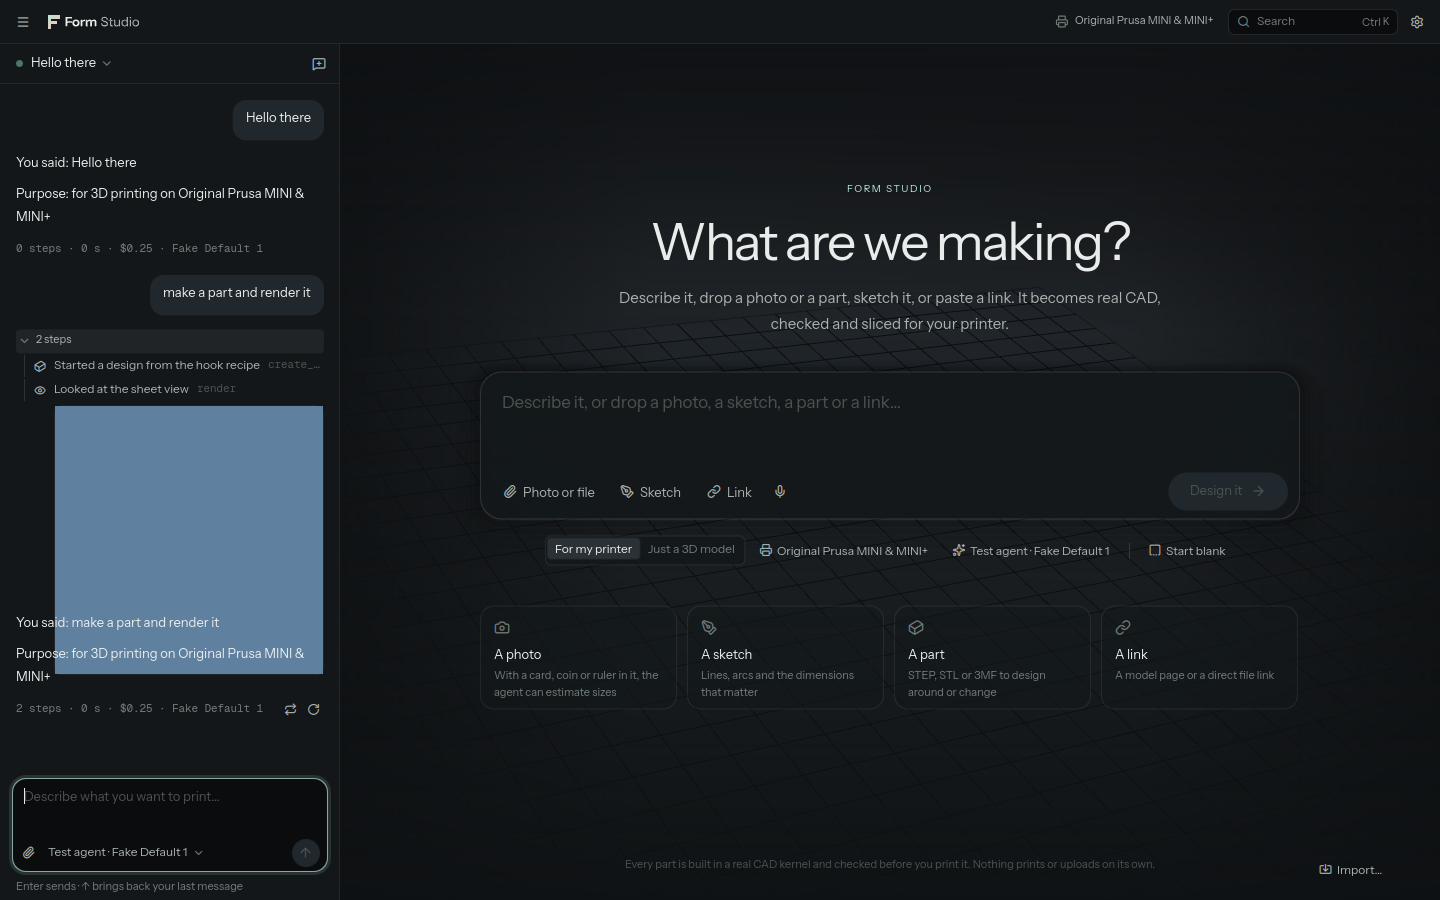 Form Studio
Original Prusa MINI & MINI+
Search
Ctrl K
Hello there
Hello there
You said: Hello there
Purpose: for 3D printing on Original Prusa MINI &
MINI+
0 steps · 0 s · $0.25 · Fake Default 1
make a part and render it
2 steps
Started a design from the hook recipe create_…
Looked at the sheet view render
You said: make a part and render it
Purpose: for 3D printing on Original Prusa MINI &
MINI+
2 steps · 0 s · $0.25 · Fake Default 1
Describe what you want to print...
Test agent · Fake Default 1
Enter sends · ↑ brings back your last message
FORM STUDIO
What are we making?
Describe it, drop a photo or a part, sketch it, or paste a link. It becomes real CAD,
checked and sliced for your printer.
Describe it, or drop a photo, a sketch, a part or a link...
Photo or file
Sketch
Link
Design it
For my printer
Just a 3D model
Original Prusa MINI & MINI+
Test agent · Fake Default 1
Start blank
A photo
With a card, coin or ruler in it, the
agent can estimate sizes
A sketch
Lines, arcs and the dimensions
that matter
A part
STEP, STL or 3MF to design
around or change
A link
A model page or a direct file link
Every part is built in a real CAD kernel and checked before you print it. Nothing prints or uploads on its own.
Import...